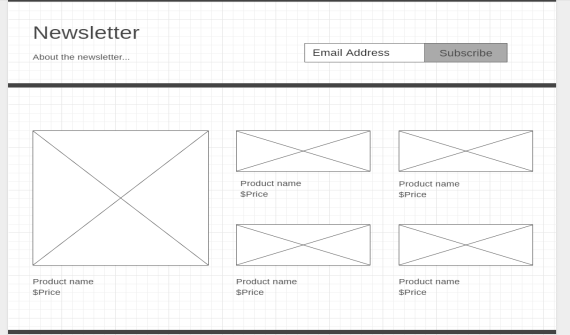 Newsletter
About the newsletter...
Email Address
Subscribe
Product name
$Price
Product name
$Price
Product name
$Price
Product name
$Price
Product name
$Price